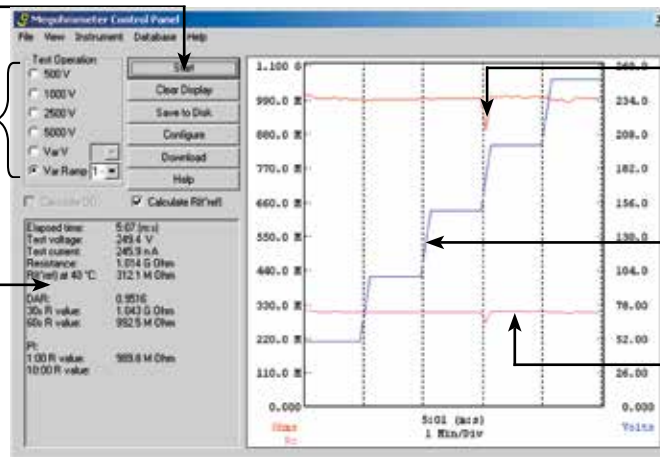 Megohmmeter Control Panel
File View Instrument Database Help
Test Operation
500 V
1000 V
2500 V
5000 V
Var V
Var Ramp 1
Start
Clear Display
Save to Disk
Configure
Download
Help
Calculate R(t°ref)
Elapsed time: 5:07 (m:s)
Test voltage: 249.4 V
Test current: 245.9 nA
Resistance: 1.014 G Ohm
R(t°ref) at 40 °C: 312.1 M Ohm
DAR: 0.9516
30s R value: 1.043 G Ohm
60s R value: 992.5 M Ohm
PI:
1:00 R value: 989.8 M Ohm
10:00 R value:
1.100 G
990.0 M
880.0 M
770.0 M
660.0 M
550.0 M
440.0 M
330.0 M
220.0 M
110.0 M
0.000
260.0
234.0
208.0
182.0
156.0
130.0
104.0
78.00
52.00
26.00
0.000
Ohms
Rc
5:01 (m:s)
1 Min/Div
Volts